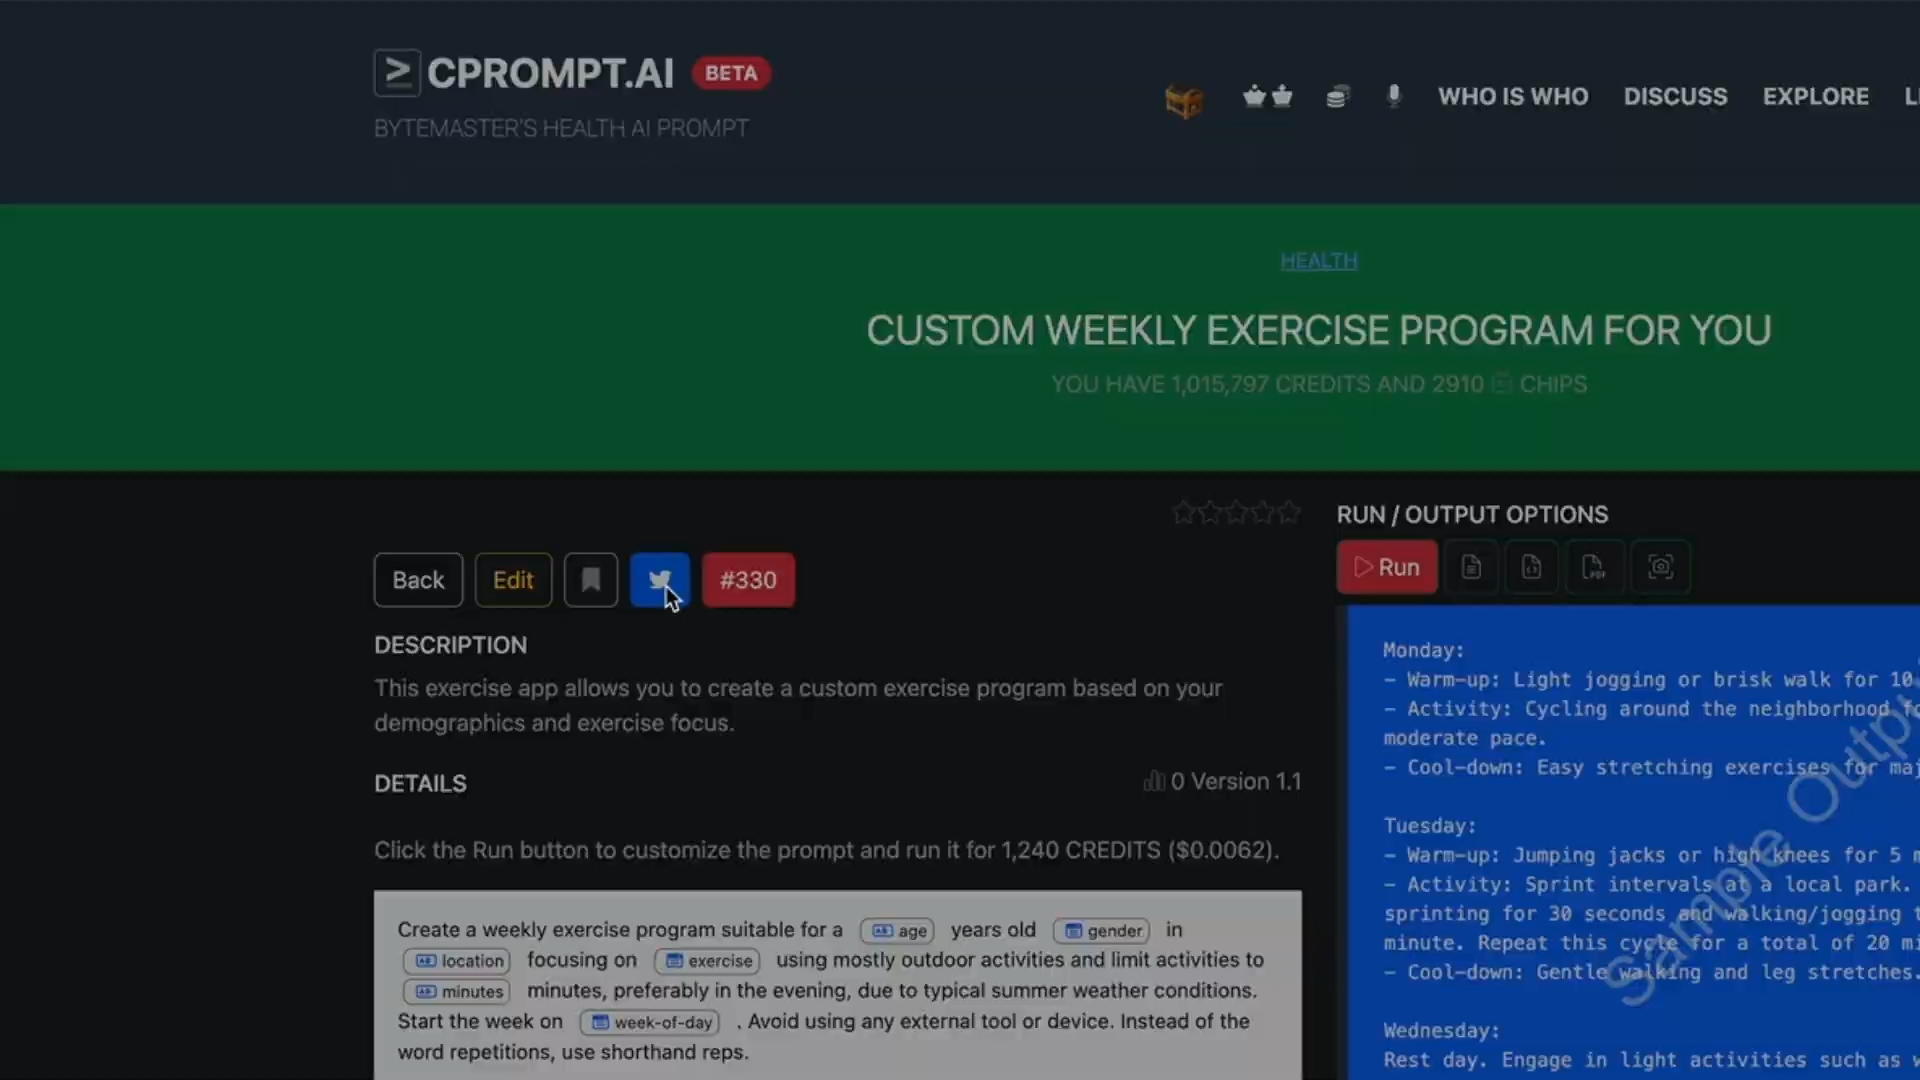 CPROMPT.AI BETA
BYTEMASTER'S HEALTH AI PROMPT
WHO IS WHO DISCUSS EXPLORE
HEALTH
CUSTOM WEEKLY EXERCISE PROGRAM FOR YOU
YOU HAVE 1,015,797 CREDITS AND 2910 CHIPS
Back Edit #330
DESCRIPTION
This exercise app allows you to create a custom exercise program based on your
demographics and exercise focus.
DETAILS
0 Version 1.1
Click the Run button to customize the prompt and run it for 1,240 CREDITS ($0.0062).
Create a weekly exercise program suitable for a age years old gender in
location focusing on exercise using mostly outdoor activities and limit activities to
minutes minutes, preferably in the evening, due to typical summer weather conditions.
Start the week on week-of-day . Avoid using any external tool or device. Instead of the
word repetitions, use shorthand reps.
RUN / OUTPUT OPTIONS
Run
PDF
Monday:
- Warm-up: Light jogging or brisk walk for 10
- Activity: Cycling around the neighborhood
moderate pace.
- Cool-down: Easy stretching exercises for
Tuesday:
- Warm-up: Jumping jacks or high knees for 5
- Activity: Sprint intervals at a local park.
sprinting for 30 seconds and walking/jogging
minute. Repeat this cycle for a total of 20
- Cool-down: Gentle walking and leg stretches.
Wednesday:
Rest day. Engage in light activities such as
Sample